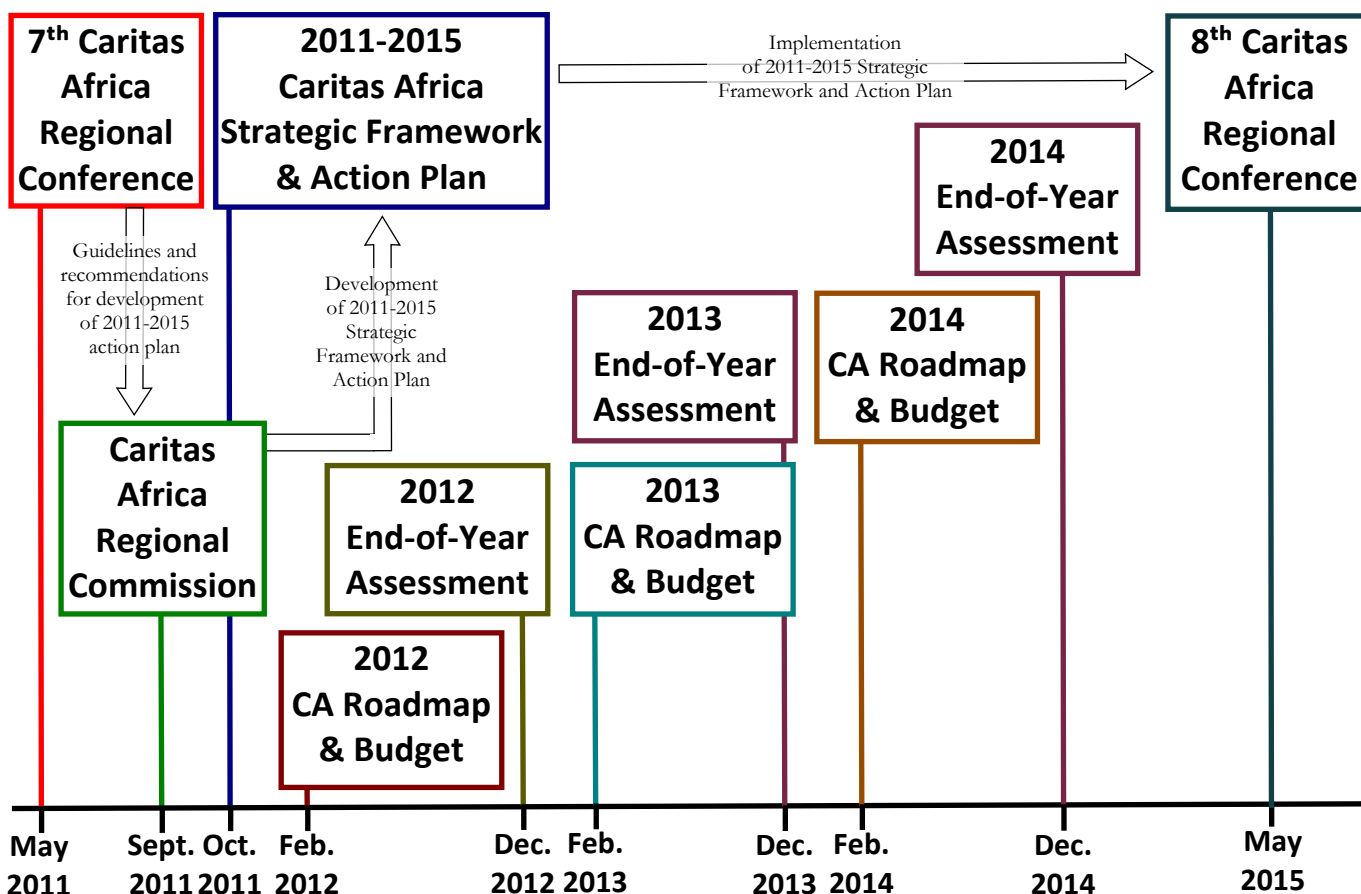 7th Caritas
Africa
Regional
Conference
2011-2015
Caritas Africa
Strategic Framework
& Action Plan
Implementation
of 2011-2015 Strategic
Framework and Action Plan
8th Caritas
Africa
Regional
Conference
2014
End-of-Year
Assessment
Guidelines and
recommendations
for development
of 2011-2015
action plan
Development
of 2011-2015
Strategic
Framework and
Action Plan
2013
End-of-Year
Assessment
2014
CA Roadmap
& Budget
Caritas
Africa
Regional
Commission
2012
End-of-Year
Assessment
2013
CA Roadmap
& Budget
2012
CA Roadmap
& Budget
May
2011
Sept.
2011
Oct.
2011
Feb.
2012
Dec.
2012
Feb.
2013
Dec.
2013
Feb.
2014
Dec.
2014
May
2015